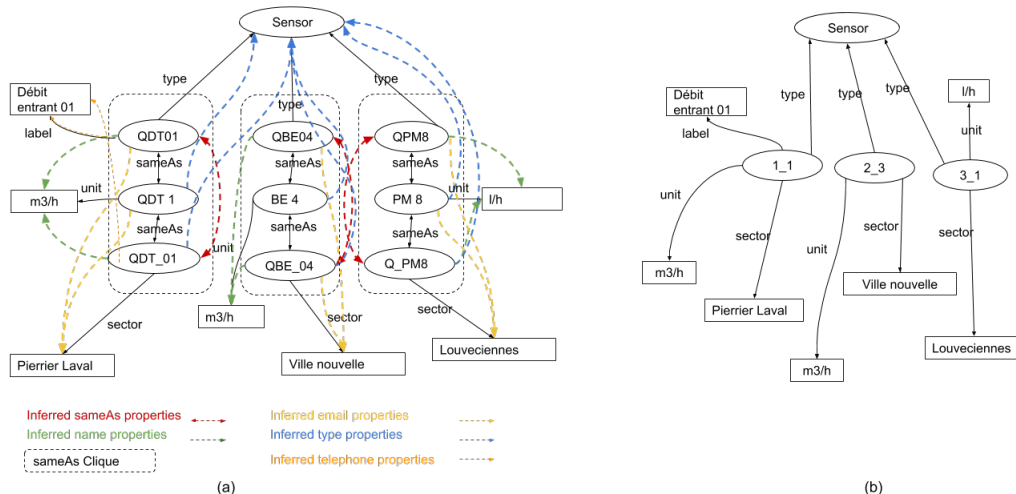 Sensor
type
type
type
Débit
entrant 01
label
QDT01
QBE04
QPM8
sameAs
sameAs
sameAs
unit
m3/h
QDT 1
BE 4
PM 8
unit
l/h
sameAs
sameAs
sameAs
unit
QDT_01
QBE_04
Q_PM8
m3/h
sector
sector
sector
Pierrier Laval
Ville nouvelle
Louveciennes
Inferred sameAs properties
Inferred email properties
Inferred name properties
Inferred type properties
sameAs Clique
Inferred telephone properties
(a)
Sensor
type
type
type
Débit
entrant 01
label
l/h
unit
1_1
2_3
3_1
unit
sector
unit
sector
sector
m3/h
Pierrier Laval
Ville nouvelle
m3/h
Louveciennes
(b)